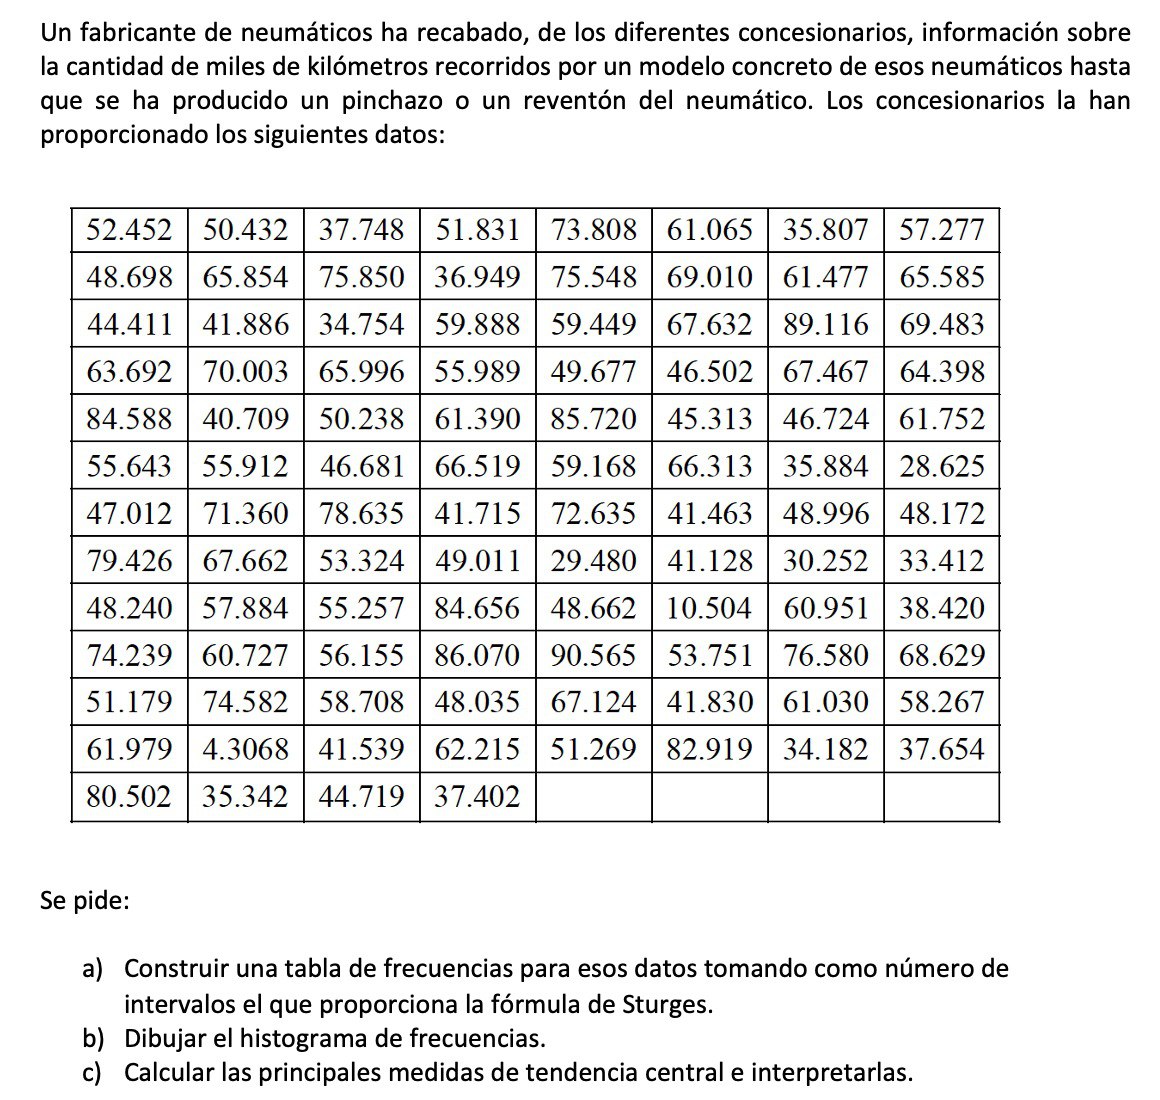 Un fabricante de neumáticos ha recabado, de los diferentes concesionarios, información sobre
la cantidad de miles de kilómetros recorridos por un modelo concreto de esos neumáticos hasta
que se ha producido un pinchazo o un reventón del neumático. Los concesionarios la han
proporcionado los siguientes datos:
52.452 50.432 37.748 51.831 73.808 61.065 35.807 57.277
48.698 65.854 75.850 36.949 75.548 69.010 61.477 65.585
44.411 41.886 34.754 59.888 59.449 67.632 89.116 69.483
63.692 70.003 65.996 55.989 49.677 46.502 67.467 64.398
84.588 40.709 50.238 61.390 85.720 45.313 46.724 61.752
55.643 55.912 46.681 66.519 59.168 66.313 35.884 28.625
47.012 71.360 78.635 41.715 72.635 41.463 48.996 48.172
79.426 67.662 53.324 49.011 29.480 41.128 30.252 33.412
48.240 57.884 55.257 84.656 48.662 10.504 60.951 38.420
74.239 60.727 56.155 86.070 90.565 53.751 76.580 68.629
51.179 74.582 58.708 48.035 67.124 41.830 61.030 58.267
61.979 4.3068 41.539 62.215 51.269 82.919 34.182 37.654
80.502 35.342 44.719 37.402
Se pide:
a) Construir una tabla de frecuencias para esos datos tomando como número de
intervalos el que proporciona la fórmula de Sturges.
b) Dibujar el histograma de frecuencias.
c) Calcular las principales medidas de tendencia central e interpretarlas.